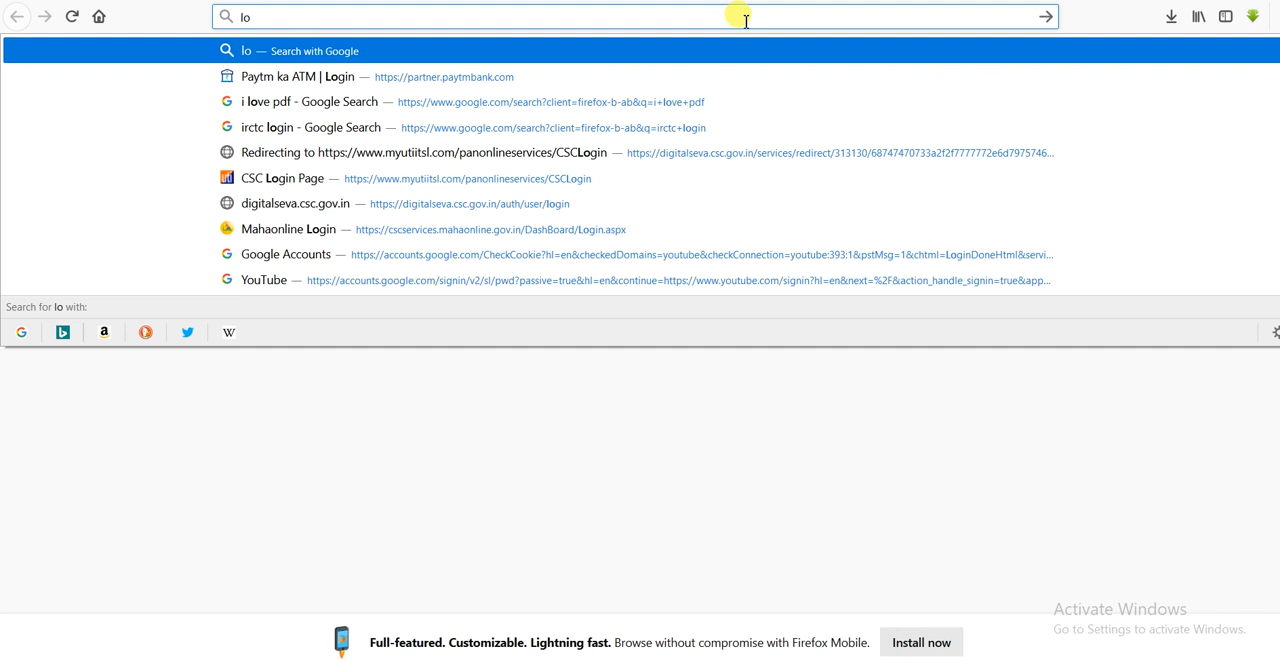 lo
lo — Search with Google
Paytm ka ATM | Login — https://partner.paytmbank.com
i love pdf - Google Search — https://www.google.com/search?client=firefox-b-ab&q=i+love+pdf
irctc login - Google Search — https://www.google.com/search?client=firefox-b-ab&q=irctc+login
Redirecting to https://www.myutiitsl.com/panonlineservices/CSCLogin — https://digitalseva.csc.gov.in/services/redirect/313130/68747470733a2f2f7777772e6d7975746...
CSC Login Page — https://www.myutiitsl.com/panonlineservices/CSCLogin
digitalseva.csc.gov.in — https://digitalseva.csc.gov.in/auth/user/login
Mahaonline Login — https://cscservices.mahaonline.gov.in/DashBoard/Login.aspx
Google Accounts — https://accounts.google.com/CheckCookie?hl=en&checkedDomains=youtube&checkConnection=youtube:393:1&pstMsg=1&chtml=LoginDoneHtml&servi...
YouTube — https://accounts.google.com/signin/v2/sl/pwd?passive=true&hl=en&continue=https://www.youtube.com/signin?hl=en&next=%2F&action_handle_signin=true&app...
Search for lo with:
Activate Windows
Go to Settings to activate Windows.
Full-featured. Customizable. Lightning fast. Browse without compromise with Firefox Mobile. Install now